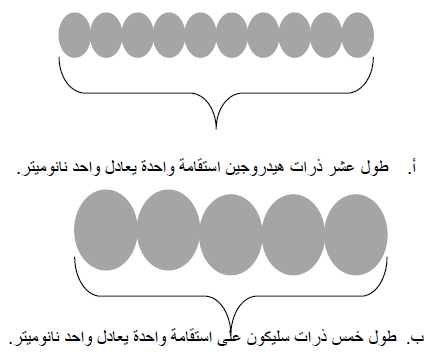 أ. طول عشر ذرات هيدروجين استقامة واحدة يعادل واحد نانوميتر.
ب. طول خمس ذرات سليكون على استقامة واحدة يعادل واحد نانوميتر.